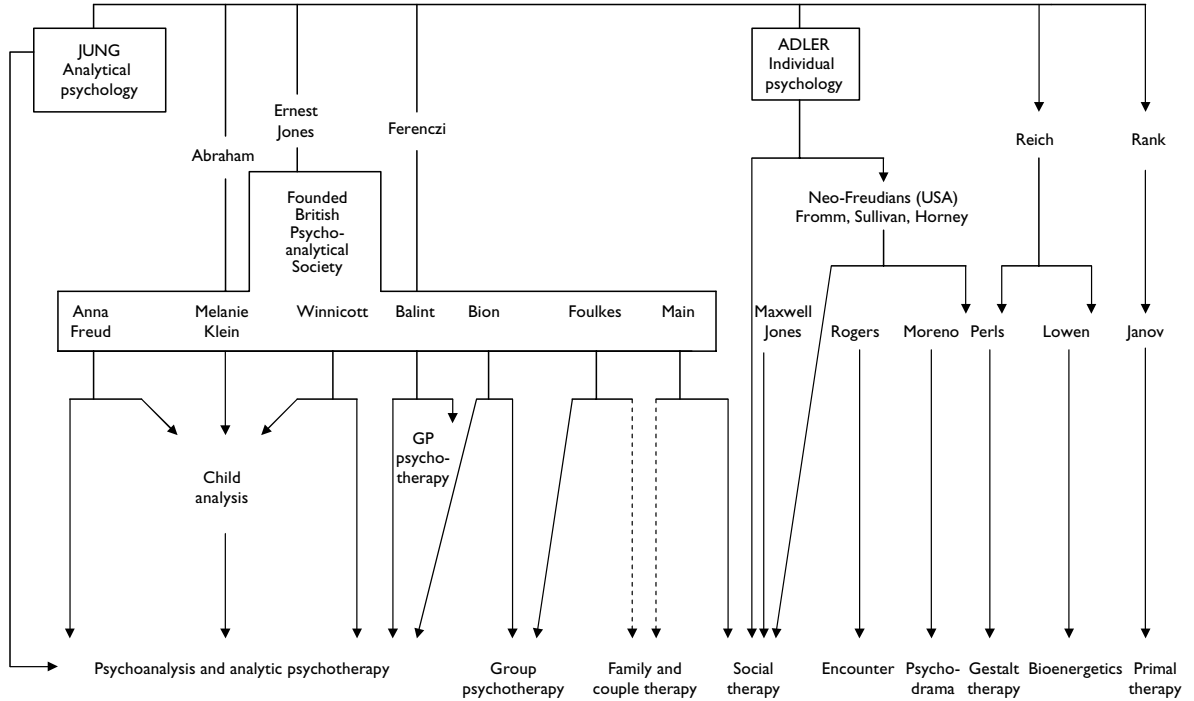 JUNG
Analytical
psychology
ADLER
Individual
psychology
Ernest
Jones
Ferenczi
Abraham
Reich
Rank
Founded
British
Psycho-
analytical
Society
Neo-Freudians (USA)
Fromm, Sullivan, Horney
Anna
Freud
Melanie
Klein
Winnicott
Balint
Bion
Foulkes
Main
Maxwell
Jones
Rogers
Moreno
Perls
Lowen
Janov
GP
psycho-
therapy
Child
analysis
Psychoanalysis and analytic psychotherapy
Group
psychotherapy
Family and
couple therapy
Social
therapy
Encounter
Psycho-
drama
Gestalt
therapy
Bioenergetics
Primal
therapy